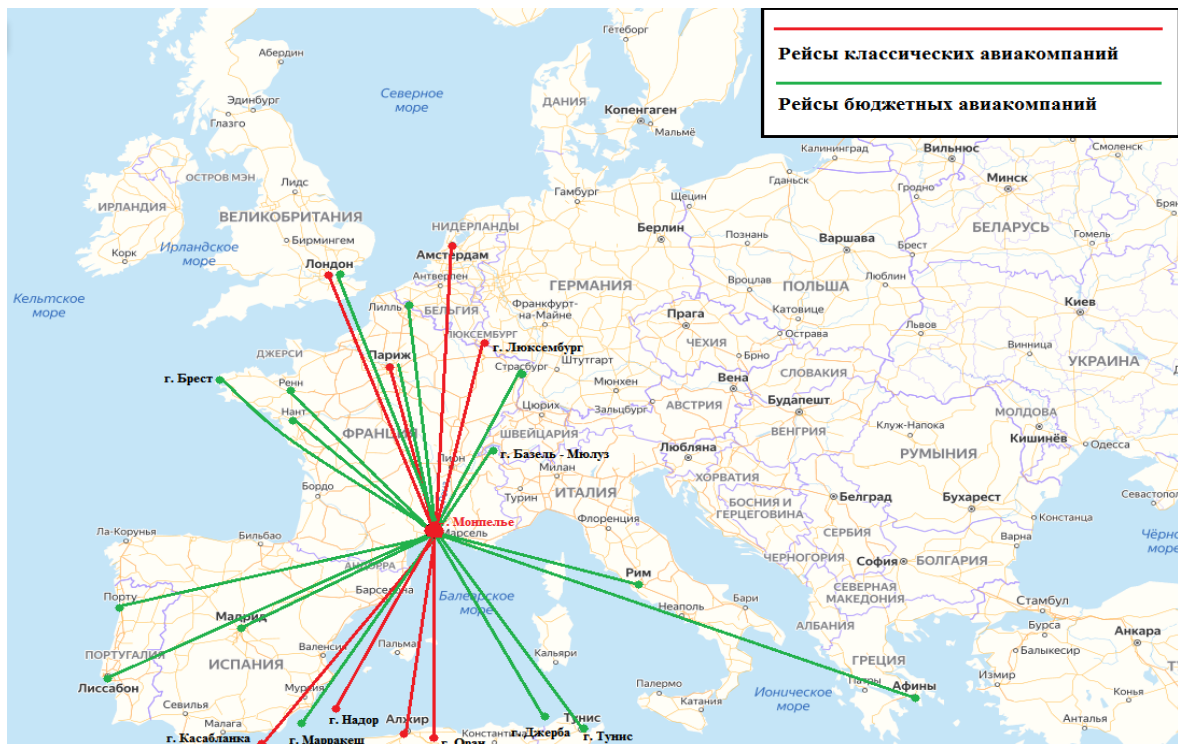 Рейсы классических авиакомпаний
Рейсы бюджетных авиакомпаний
Гётеборг
Абердин
Северное
море
ДАНИЯ
Эдинбург
Глазго
Копенгаген
Мальмё
Калининград
Вильнюс
Смоленск
ОСТРОВ МЭН
Лидс
Гамбург
Щецин
Гданьск
Гродно
Минск
ИРЛАНДИЯ
ВЕЛИКОБРИТАНИЯ
НИДЕРЛАНДЫ
Берлин
Познань
Варшава
Брест
БЕЛАРУСЬ
Гомель
Брян
Корк
Ирландское
море
Бирмингем
Лондон
Амстердам
Антверпен
ГЕРМАНИЯ
Вроцлав
ПОЛЬША
Люблин
Кельтское
море
Лилль
БЕЛЬГИЯ
Франкфурт-
на-Майне
Прага
Катовице
Острава
Львов
Киев
ЛЮКСЕМБУРГ
г. Люксембург
ЧЕХИЯ
Брно
Винница
ДЖЕРСИ
Париж
Страсбург
Штутгарт
СЛОВАКИЯ
УКРАИНА
г. Брест
Ренн
Мюнхен
Вена
Нант
Цюрих
Зальцбург
АВСТРИЯ
Будапешт
МОЛДОВА
ФРАНЦИЯ
ШВЕЙЦАРИЯ
ВЕНГРИЯ
Клуж-Напока
Кишинёв
Одесса
Лион
г. Базель - Мюлуз
Любляна
РУМЫНИЯ
Милан
ХОРВАТИЯ
Бордо
Турин
ИТАЛИЯ
БОСНИЯ И
ГЕРЦЕГОВИНА
Белград
Бухарест
Севастополь
Констанца
г. Монпелье
Флоренция
СЕРБИЯ
Ла-Корунья
Бильбао
Марсель
ЧЕРНОГОРИЯ
София
БОЛГАРИЯ
Варна
Чёрно
море
АНДОРРА
Рим
СЕВЕРНАЯ
МАКЕДОНИЯ
Порту
Барселона
Балеарское
море
Неаполь
Бари
Стамбул
Мадрид
АЛБАНИЯ
Бурса
Анкара
ПОРТУГАЛИЯ
ИСПАНИЯ
Валенсия
Пальма
Кальяри
ГРЕЦИЯ
Балыкесир
Лиссабон
Мурсия
Палермо
Ионическое
море
Патры
Афины
Измир
Конья
Севилья
Катания
Малага
г. Надор
Алжир
Константина
Тунис
Анталья
г. Касабланка
г. Марракеш
г. Оран
г. Джерба
г. Тунис